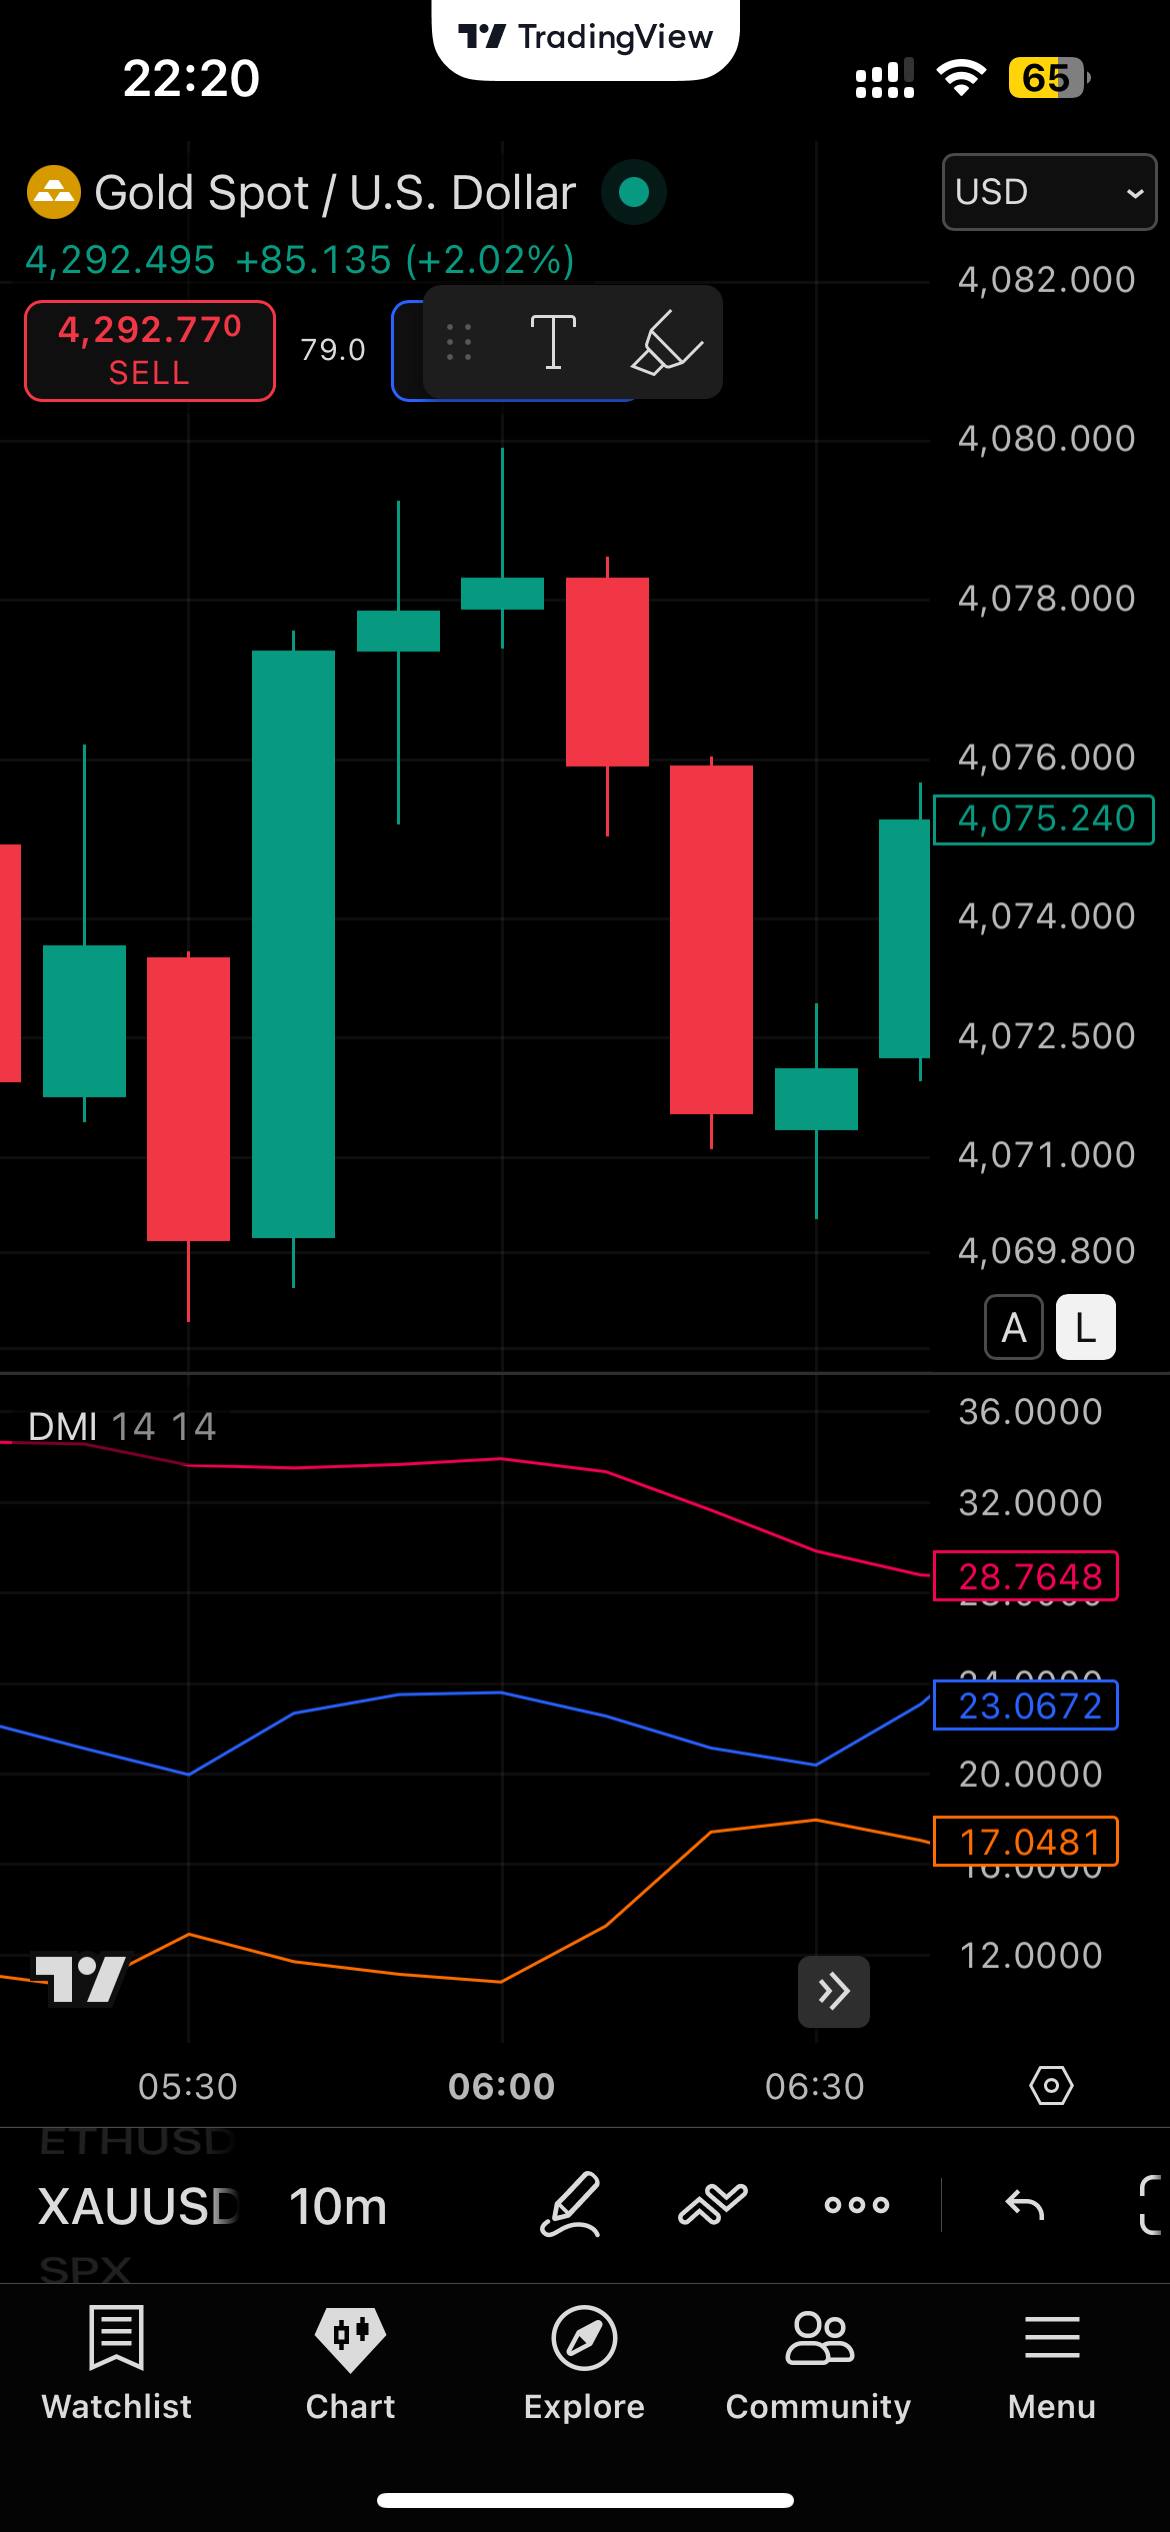 TradingView
22:20
65
Gold Spot / U.S. Dollar
USD
4,292.495 +85.135 (+2.02%)
4,292.770
SELL
79.0
4,082.000
4,080.000
4,078.000
4,076.000
4,075.240
4,074.000
4,072.500
4,071.000
4,069.800
A L
DMI 14 14
36.0000
32.0000
28.7648
23.0672
20.0000
17.0481
12.0000
05:30 06:00 06:30
ETHUSD
XAUUSD 10m
SPX
Watchlist Chart Explore Community Menu